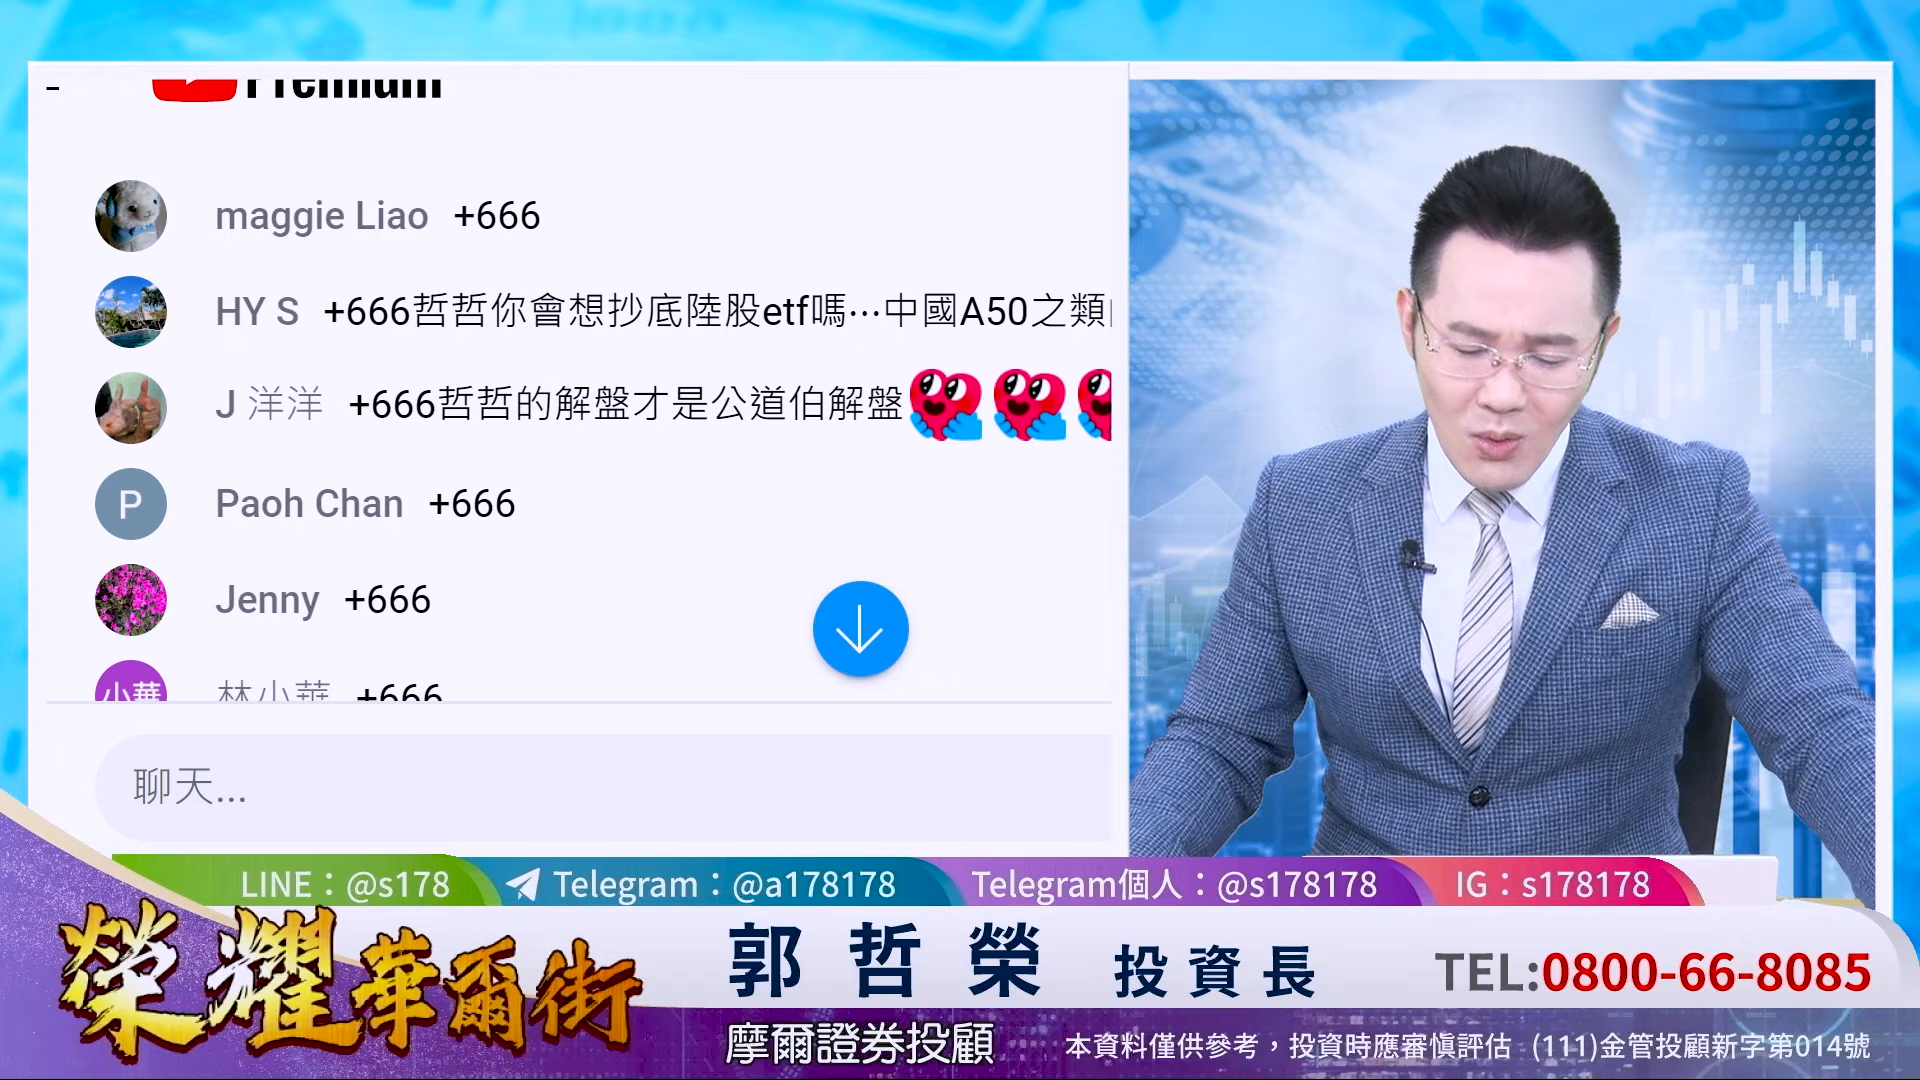 Premium
maggie Liao +666
HY S +666哲哲你會想抄底陸股etf嗎…中國A50之類
J 洋洋 +666哲哲的解盤才是公道伯解盤
P Paoh Chan +666
Jenny +666
小華 林小華 +666
聊天...
LINE：@s178 Telegram：@a178178 Telegram個人：@s178178 IG：s178178
榮耀華爾街
郭哲榮 投資長 TEL:0800-66-8085
摩爾證券投顧 本資料僅供參考，投資時應審慎評估 (111)金管投顧新字第014號